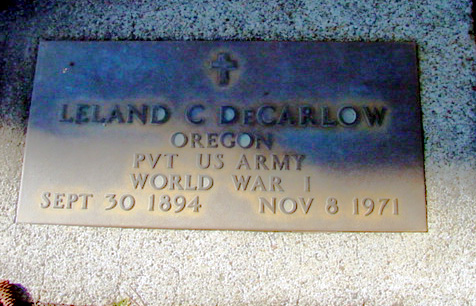 LELAND C DeCARLOW
OREGON
PVT US ARMY
WORLD WAR I
SEPT 30 1894 NOV 8 1971